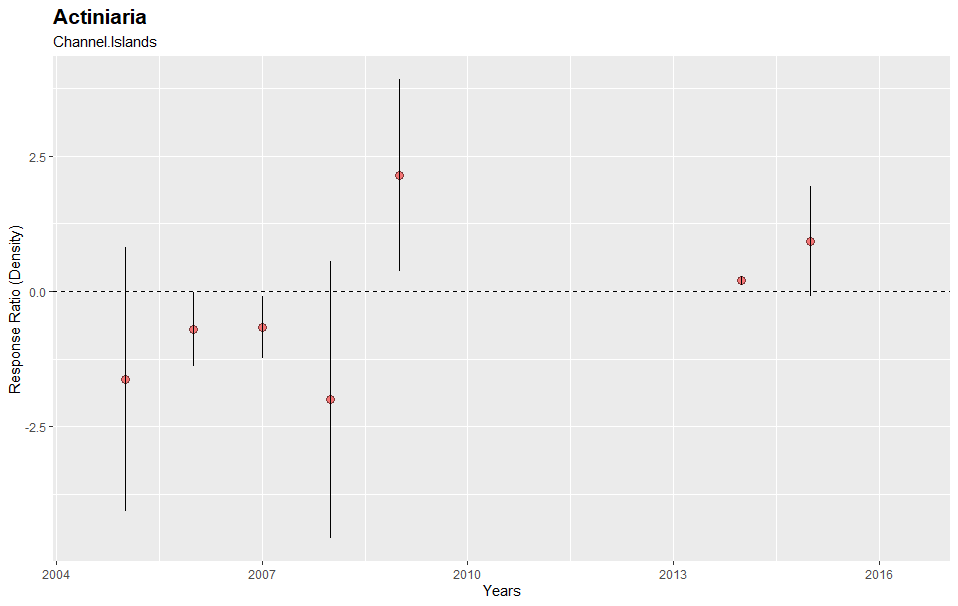 Actiniaria
Channel.Islands
Response Ratio (Density)
2.5
0.0
-2.5
2004 2007 2010 2013 2016
Years